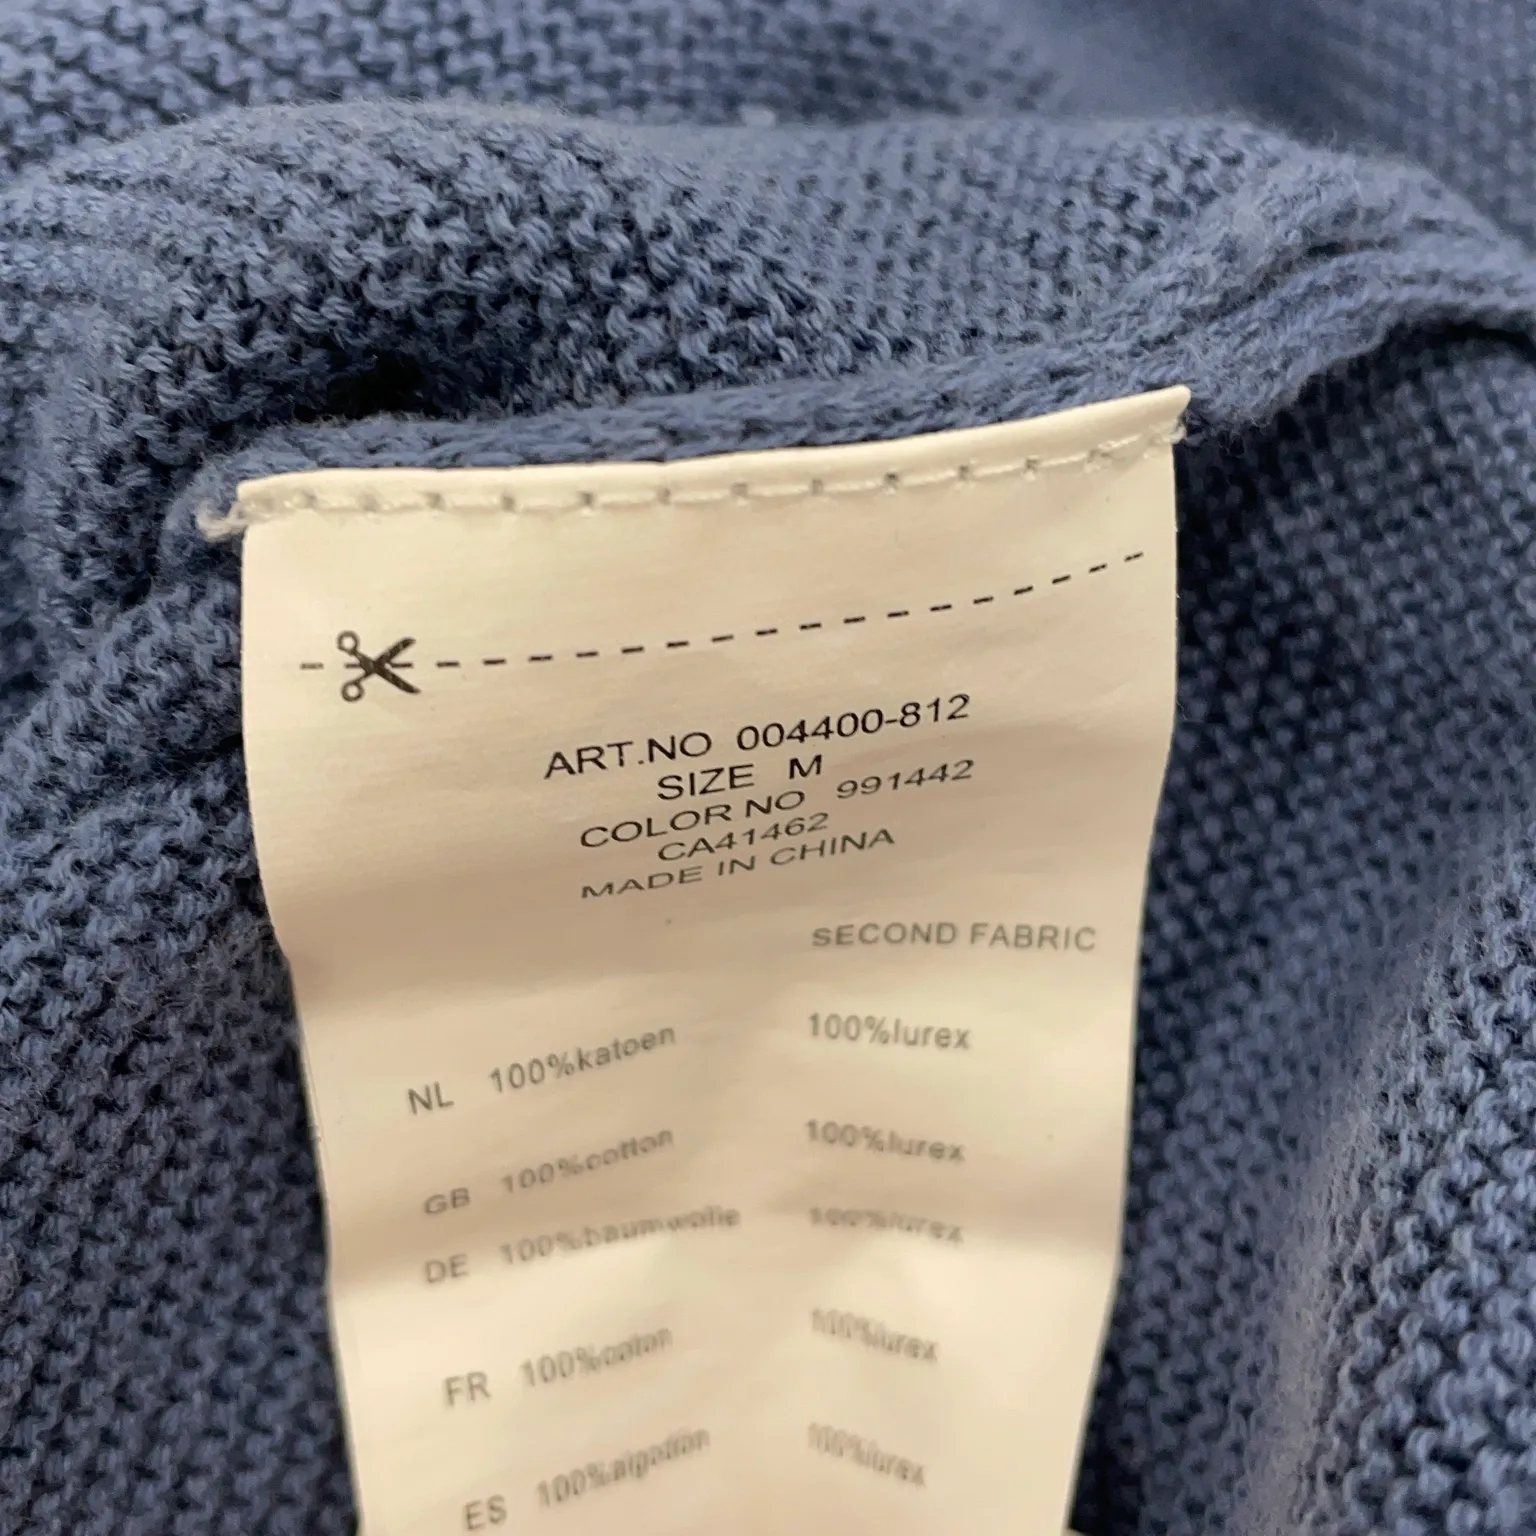 ART.NO 004400-812
SIZE M
COLOR NO 991442
CA41462
MADE IN CHINA
SECOND FABRIC
NL 100%katoen 100%lurex
GB 100%cotton 100%lurex
DE 100%baumwolle 100%lurex
FR 100%coton 100%lurex
ES 100%algodón 100%lurex